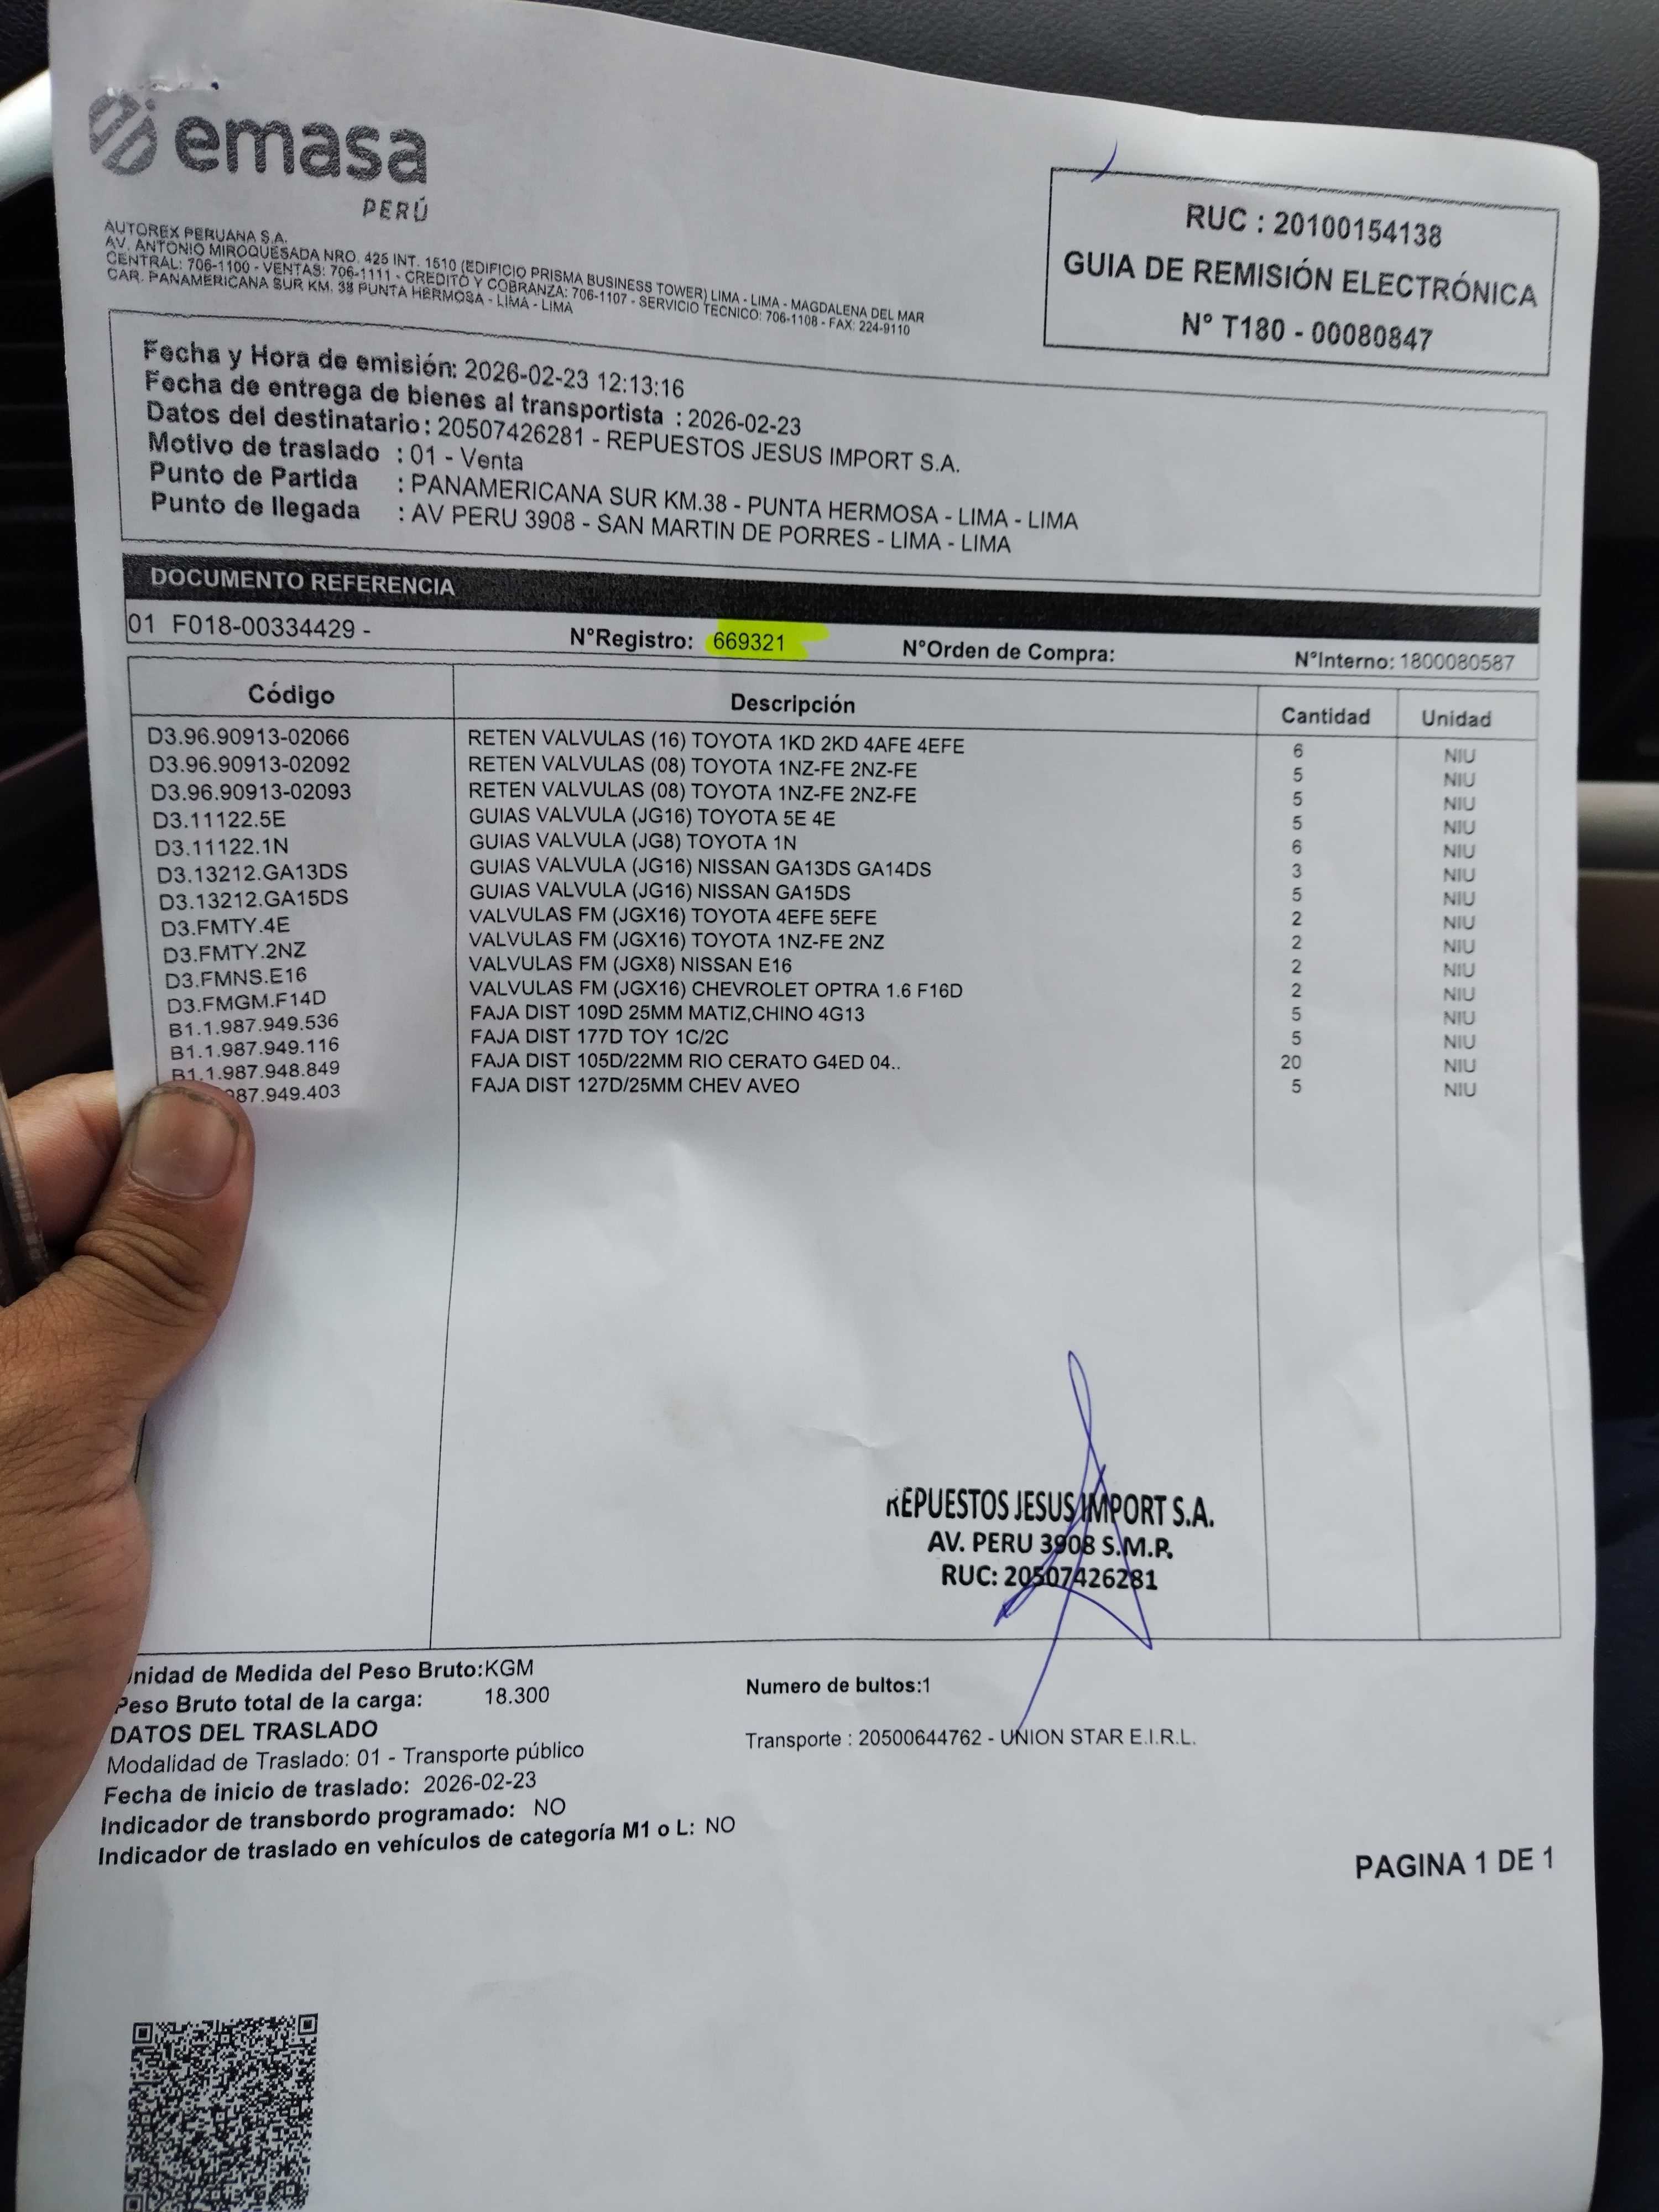 emasa
PERÚ
AUTOREX PERUANA S.A.
AV. ANTONIO MIROQUESADA NRO. 425 INT. 1510 (EDIFICIO PRISMA BUSINESS TOWER) LIMA - LIMA - MAGDALENA DEL MAR
CENTRAL: 706-1100 - VENTAS: 706-1111 - CREDITO Y COBRANZA: 706-1107 - SERVICIO TECNICO: 706-1108 - FAX: 224-9110
CAR. PANAMERICANA SUR KM. 38 PUNTA HERMOSA - LIMA - LIMA
RUC : 20100154138
GUIA DE REMISIÓN ELECTRÓNICA
N° T180 - 00080847
Fecha y Hora de emisión: 2026-02-23 12:13:16
Fecha de entrega de bienes al transportista : 2026-02-23
Datos del destinatario : 20507426281 - REPUESTOS JESUS IMPORT S.A.
Motivo de traslado : 01 - Venta
Punto de Partida : PANAMERICANA SUR KM.38 - PUNTA HERMOSA - LIMA - LIMA
Punto de llegada : AV PERU 3908 - SAN MARTIN DE PORRES - LIMA - LIMA
DOCUMENTO REFERENCIA
01 F018-00334429 - N°Registro: 669321 N°Orden de Compra: N°Interno: 1800080587
Código Descripción Cantidad Unidad
D3.96.90913-02066 RETEN VALVULAS (16) TOYOTA 1KD 2KD 4AFE 4EFE 6 NIU
D3.96.90913-02092 RETEN VALVULAS (08) TOYOTA 1NZ-FE 2NZ-FE 5 NIU
D3.96.90913-02093 RETEN VALVULAS (08) TOYOTA 1NZ-FE 2NZ-FE 5 NIU
D3.11122.5E GUIAS VALVULA (JG16) TOYOTA 5E 4E 5 NIU
D3.11122.1N GUIAS VALVULA (JG8) TOYOTA 1N 6 NIU
D3.13212.GA13DS GUIAS VALVULA (JG16) NISSAN GA13DS GA14DS 3 NIU
D3.13212.GA15DS GUIAS VALVULA (JG16) NISSAN GA15DS 5 NIU
D3.FMTY.4E VALVULAS FM (JGX16) TOYOTA 4EFE 5EFE 2 NIU
D3.FMTY.2NZ VALVULAS FM (JGX16) TOYOTA 1NZ-FE 2NZ 2 NIU
D3.FMNS.E16 VALVULAS FM (JGX8) NISSAN E16 2 NIU
D3.FMGM.F14D VALVULAS FM (JGX16) CHEVROLET OPTRA 1.6 F16D 2 NIU
B1.1.987.949.536 FAJA DIST 109D 25MM MATIZ,CHINO 4G13 5 NIU
B1.1.987.949.116 FAJA DIST 177D TOY 1C/2C 5 NIU
B1.1.987.948.849 FAJA DIST 105D/22MM RIO CERATO G4ED 04.. 20 NIU
987.949.403 FAJA DIST 127D/25MM CHEV AVEO 5 NIU
REPUESTOS JESUS IMPORT S.A.
AV. PERU 3908 S.M.P.
RUC: 20507426281
nidad de Medida del Peso Bruto:KGM
Peso Bruto total de la carga: 18.300 Numero de bultos:1
DATOS DEL TRASLADO
Modalidad de Traslado: 01 - Transporte público Transporte : 20500644762 - UNION STAR E.I.R.L.
Fecha de inicio de traslado: 2026-02-23
Indicador de transbordo programado: NO
Indicador de traslado en vehículos de categoría M1 o L: NO
PAGINA 1 DE 1